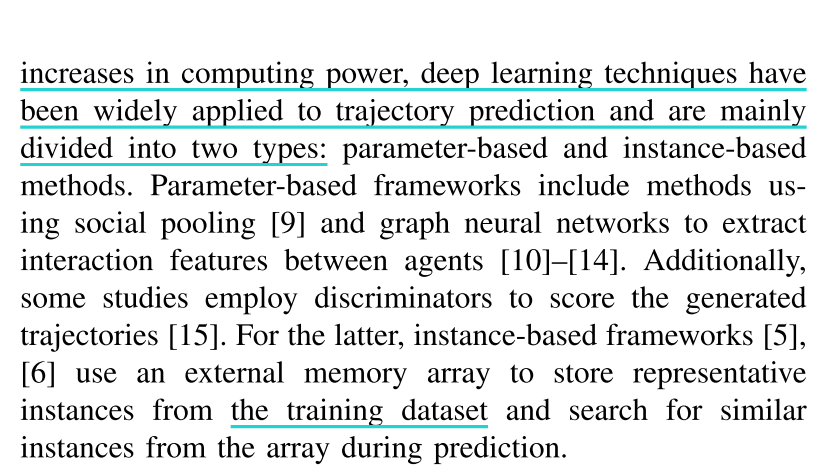 increases in computing power, deep learning techniques have
been widely applied to trajectory prediction and are mainly
divided into two types: parameter-based and instance-based
methods. Parameter-based frameworks include methods us-
ing social pooling [9] and graph neural networks to extract
interaction features between agents [10]–[14]. Additionally,
some studies employ discriminators to score the generated
trajectories [15]. For the latter, instance-based frameworks [5],
[6] use an external memory array to store representative
instances from the training dataset and search for similar
instances from the array during prediction.